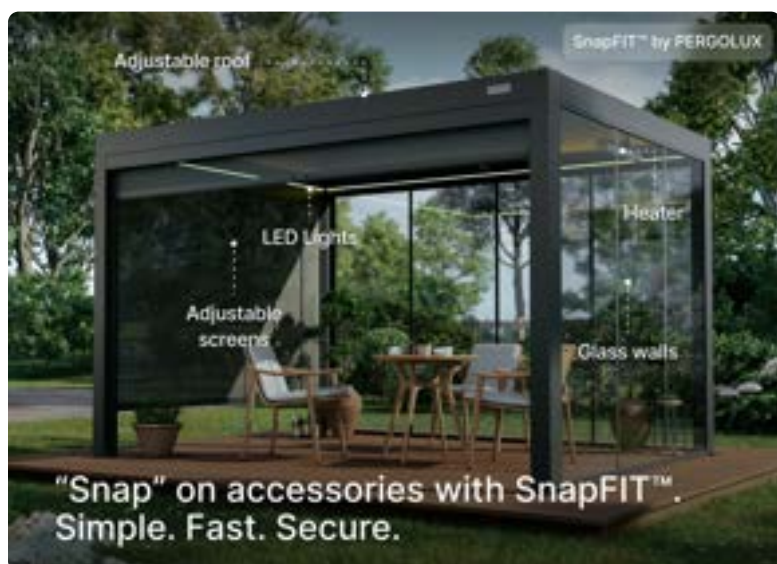 SnapFIT™ by PERGOLUX
Adjustable roof
Heater
LED Lights
Adjustable
screens
Glass walls
“Snap” on accessories with SnapFIT™.
Simple. Fast. Secure.